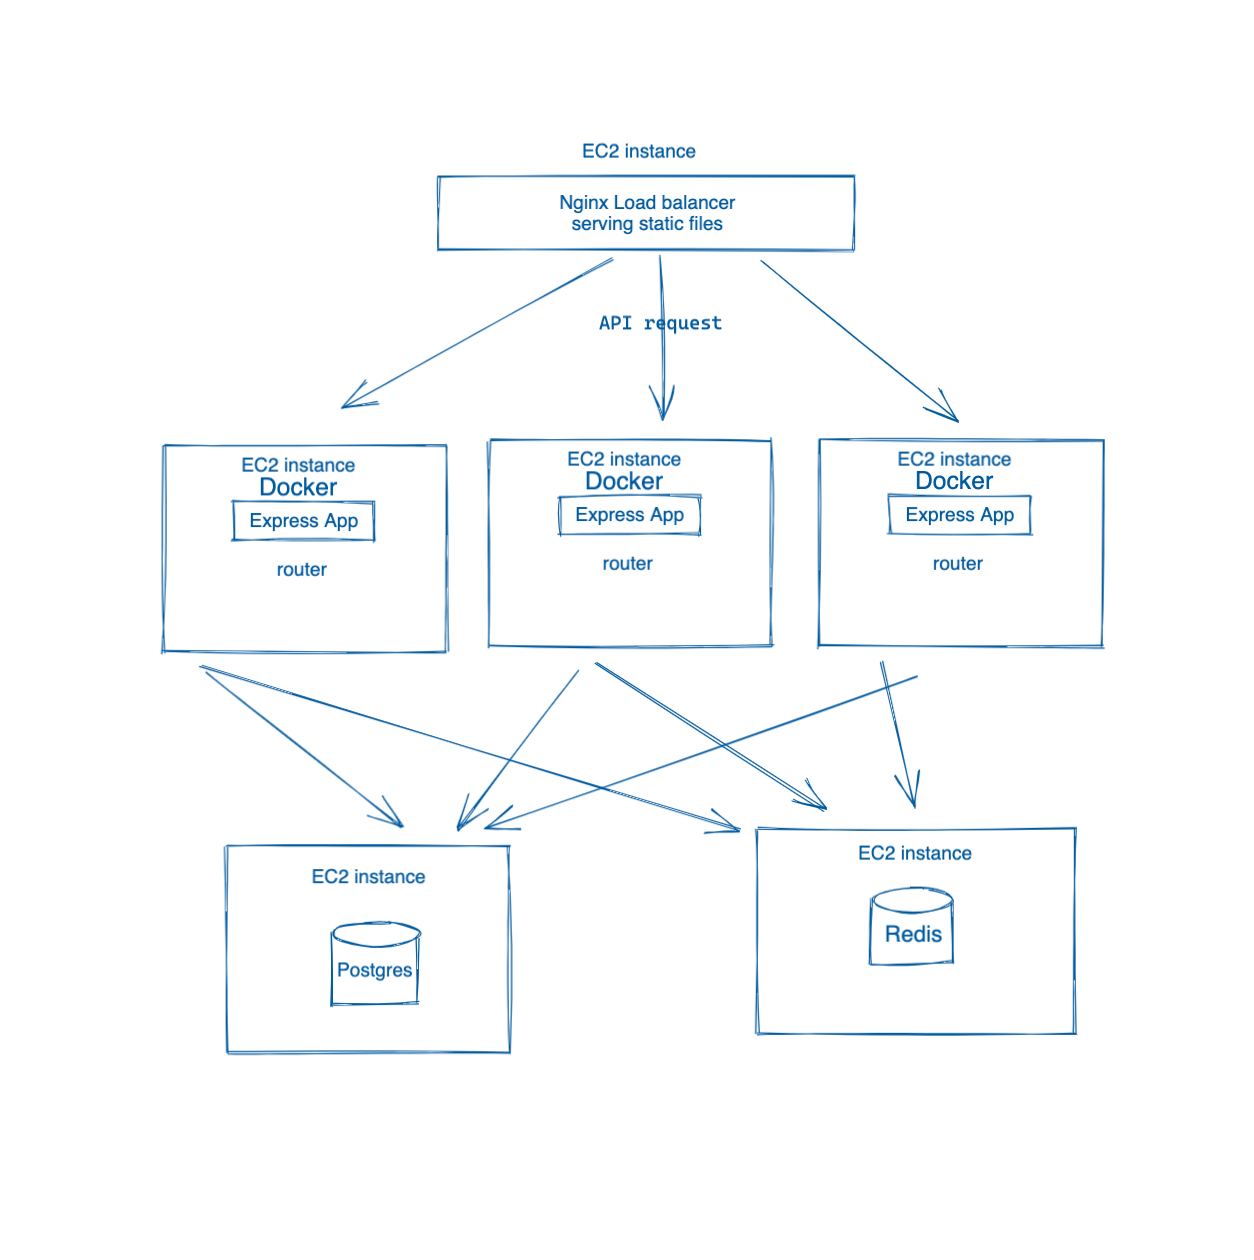 EC2 instance
Nginx Load balancer
serving static files
API request
EC2 instance
Docker
Express App
router
EC2 instance
Docker
Express App
router
EC2 instance
Docker
Express App
router
EC2 instance
Postgres
EC2 instance
Redis